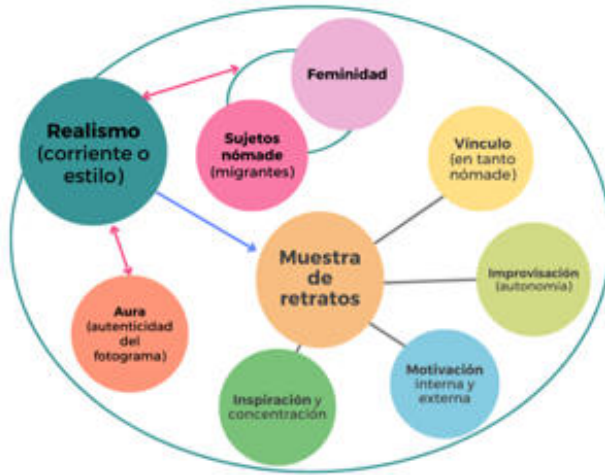 Feminidad
Realismo
(corriente o
estilo)
Sujetos
nómade
(migrantes)
Vínculo
(en tanto
nómade)
Muestra
de
retratos
Improvisación
(autonomía)
Aura
(autenticidad
del
fotograma)
Motivación
interna y
externa
Inspiración y
concentración